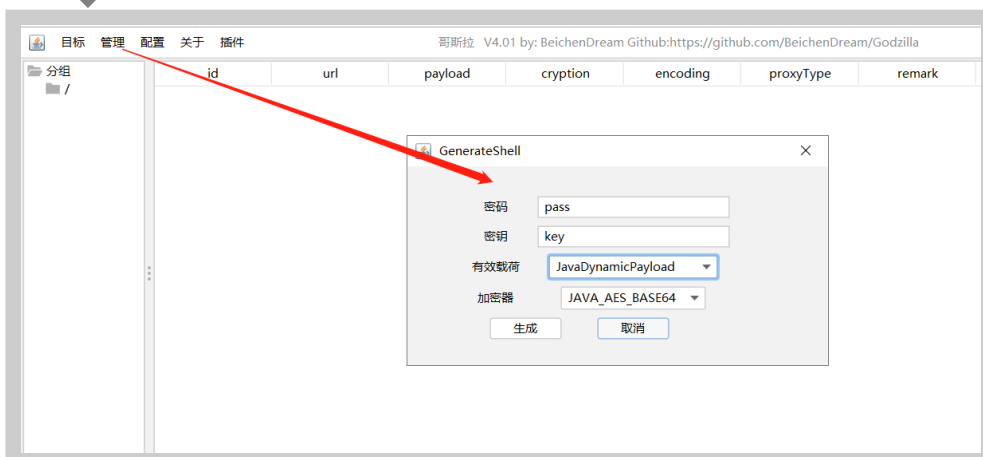 目标 管理 配置 关于 插件 哥斯拉 V4.01 by: BeichenDream Github:https://github.com/BeichenDream/Godzilla
分组 id url payload cryption encoding proxyType remark
/
GenerateShell
密码 pass
密钥 key
有效载荷 JavaDynamicPayload
加密器 JAVA_AES_BASE64
生成 取消